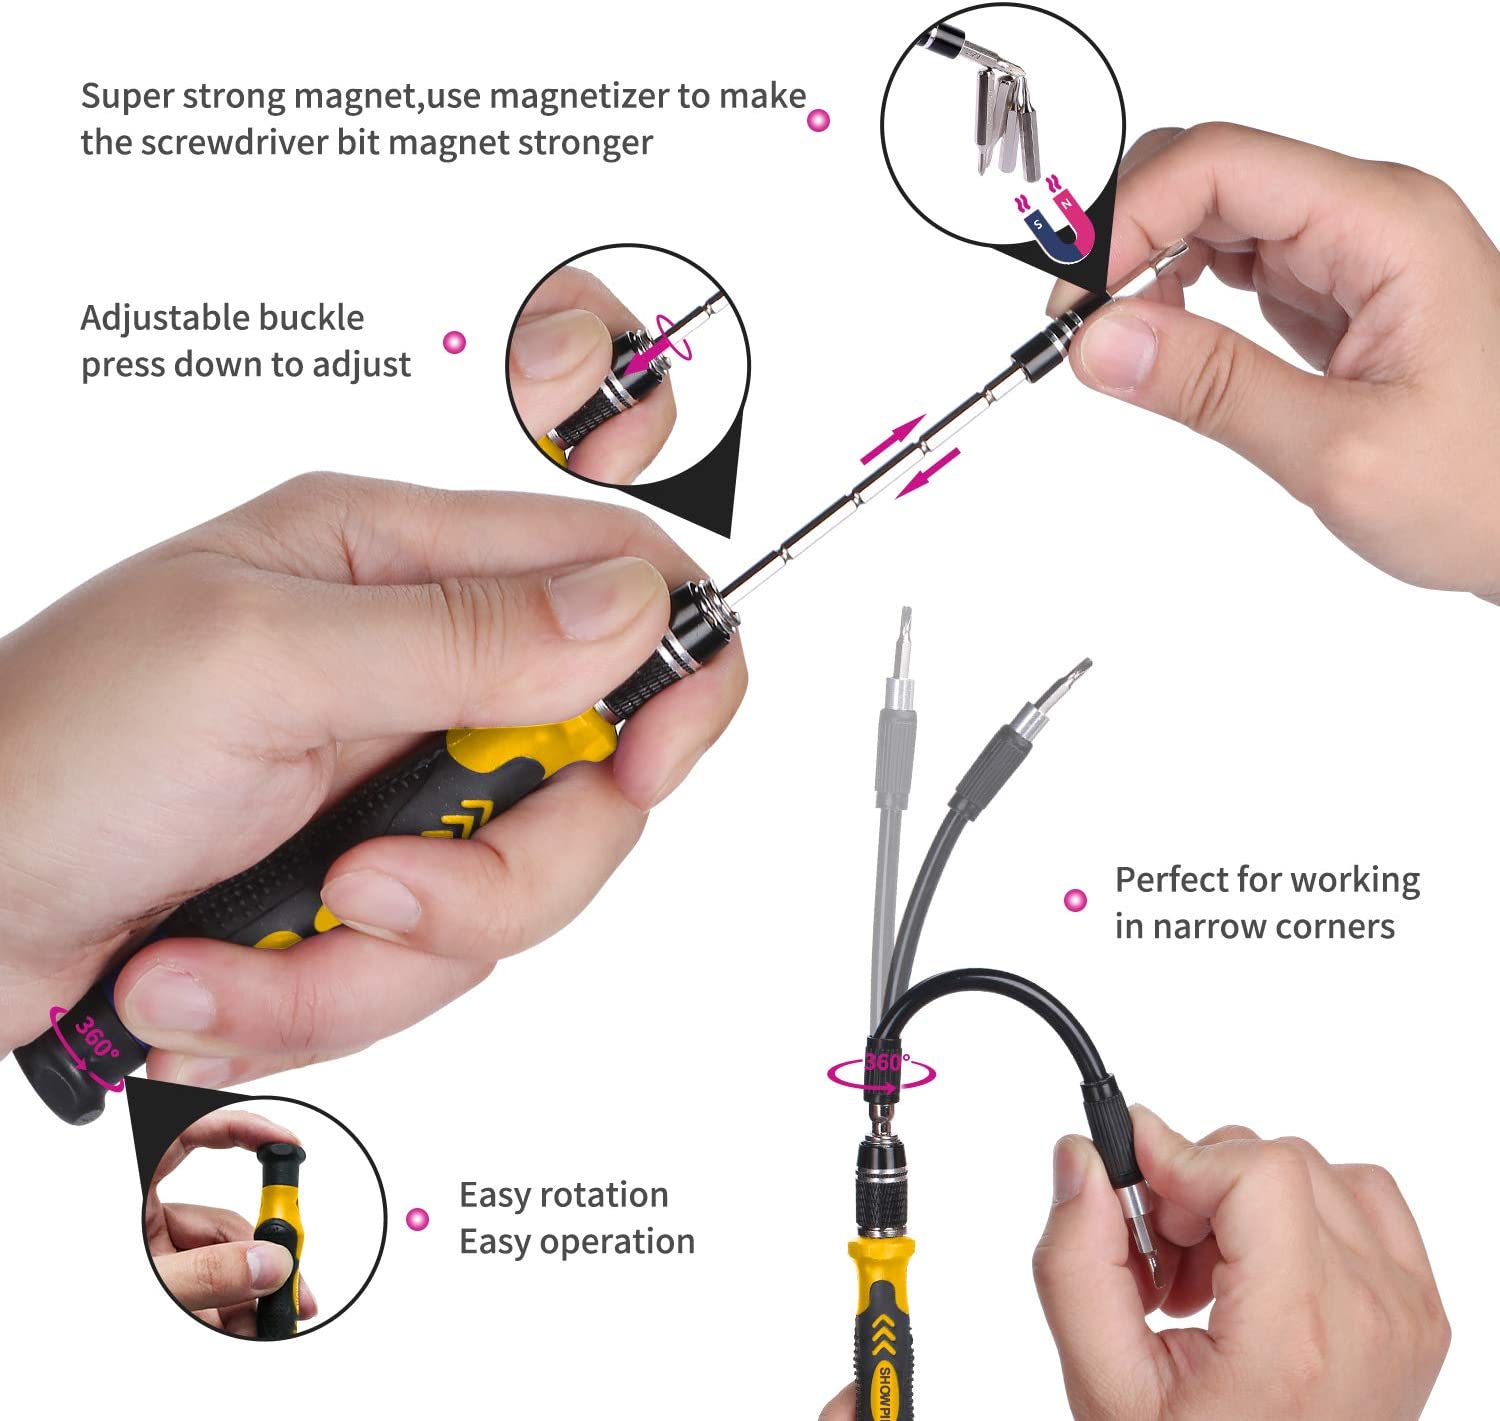 Super strong magnet,use magnetizer to make
the screwdriver bit magnet stronger
S
N
Adjustable buckle
press down to adjust
Perfect for working
in narrow corners
360°
360°
Easy rotation
Easy operation